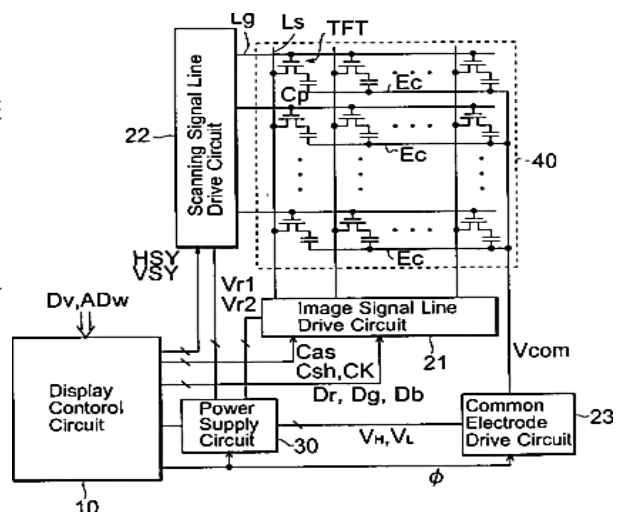 Lg
Ls
TFT
Scanning Signal Line
Drive Circuit
22
Cp
Ec
Ec
Ec
40
HSY
VSY
Vr1
Vr2
Dv,ADw
Image Signal Line
Drive Circuit
21
Vcom
Cas
Csh,CK
Dr, Dg, Db
Display
Contorol
Circuit
10
Power
Supply
Circuit
30
VH,VL
Common
Electrode
Drive Circuit
23
ϕ